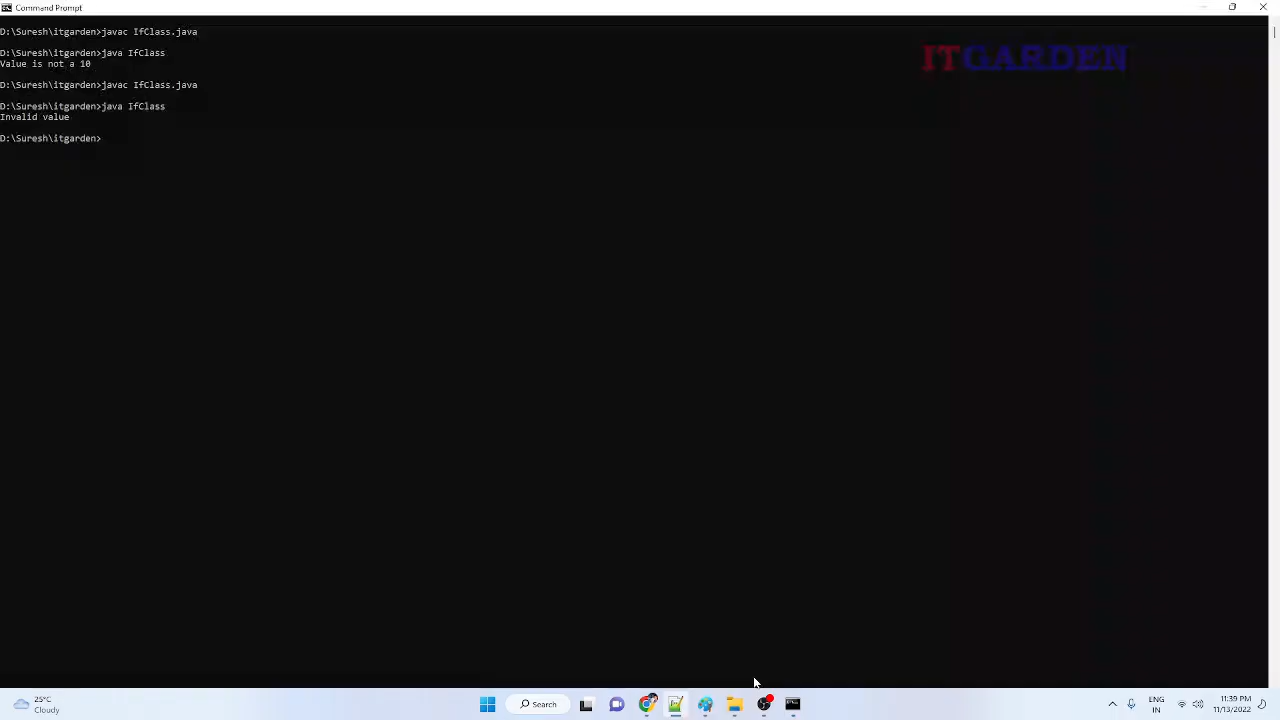 Command Prompt
D:\Suresh\itgarden>javac IfClass.java
D:\Suresh\itgarden>java IfClass
Value is not a 10
D:\Suresh\itgarden>javac IfClass.java
D:\Suresh\itgarden>java IfClass
Invalid value
D:\Suresh\itgarden>
ITGARDEN
25°C
Cloudy
Search
ENG
IN
11:39 PM
11/13/2022